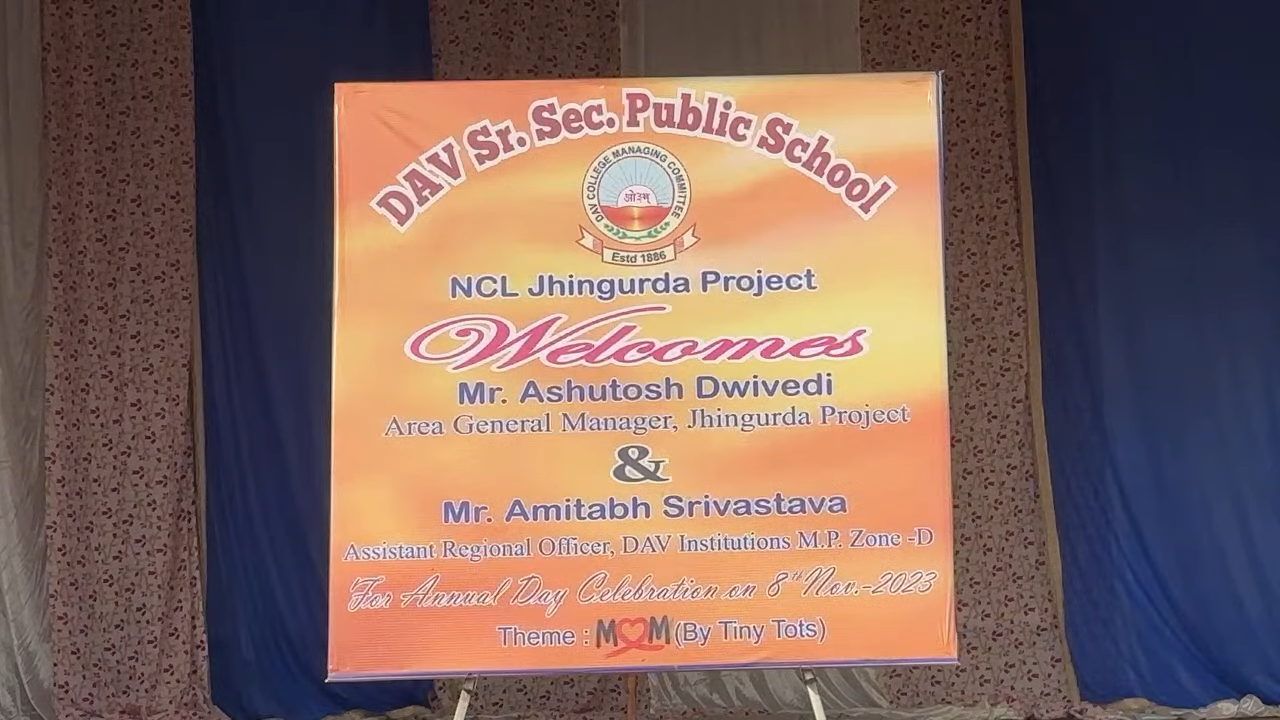 DAV Sr. Sec. Public School
DAV COLLEGE MANAGING COMMITTEE
ओ३म्
Estd 1886
NCL Jhingurda Project
Welcomes
Mr. Ashutosh Dwivedi
Area General Manager, Jhingurda Project
&
Mr. Amitabh Srivastava
Assistant Regional Officer, DAV Institutions M.P. Zone -D
For Annual Day Celebration on 8th Nov.-2023
Theme : MOM (By Tiny Tots)